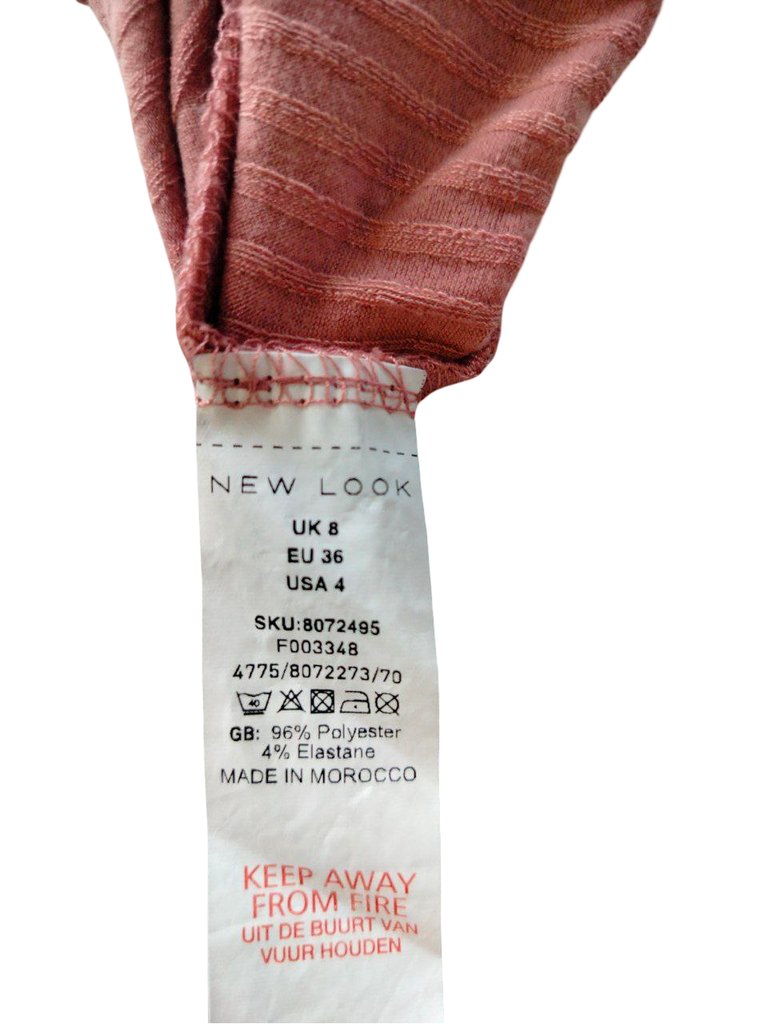 NEW LOOK
UK 8
EU 36
USA 4
SKU:8072495
F003348
4775/8072273/70
40
GB: 96% Polyester
4% Elastane
MADE IN MOROCCO
KEEP AWAY
FROM FIRE
UIT DE BUURT VAN
VUUR HOUDEN